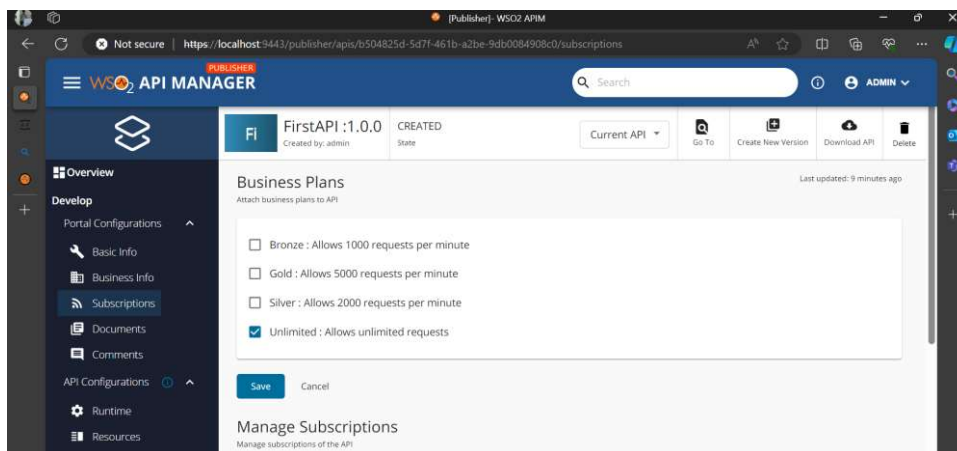 [Publisher]- WSO2 APIM
Not secure | https://localhost:9443/publisher/apis/b504825d-5d7f-461b-a2be-9db0084908c0/subscriptions
PUBLISHER
WSO2 API MANAGER
Search
ADMIN
Fi
FirstAPI :1.0.0
Created by: admin
CREATED
State
Current API
Go To
Create New Version
Download API
Delete
Overview
Develop
Portal Configurations
Basic Info
Business Info
Subscriptions
Documents
Comments
API Configurations
Runtime
Resources
Business Plans
Last updated: 9 minutes ago
Attach business plans to API
Bronze : Allows 1000 requests per minute
Gold : Allows 5000 requests per minute
Silver : Allows 2000 requests per minute
Unlimited : Allows unlimited requests
Save
Cancel
Manage Subscriptions
Manage subscriptions of the API